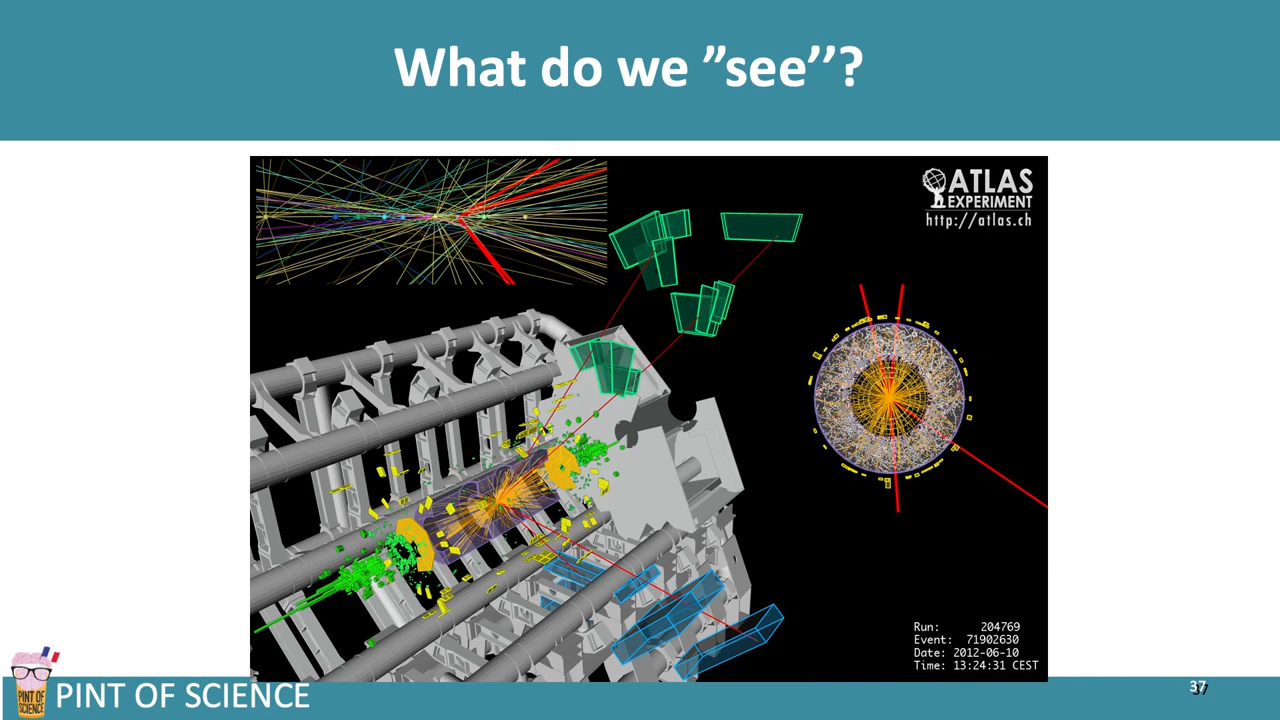 What do we ”see’’?
ATLAS
EXPERIMENT
http://atlas.ch
Run: 204769
Event: 71902630
Date: 2012-06-10
Time: 13:24:31 CEST
PINT OF
SCIENCE
PINT OF SCIENCE
37